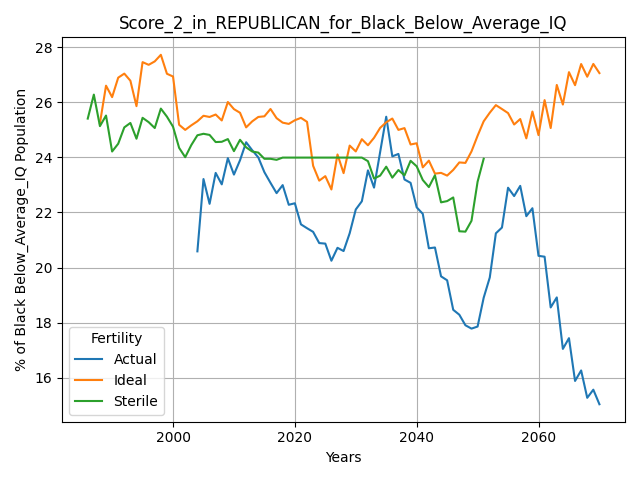 Score_2_in_REPUBLICAN_for_Black_Below_Average_IQ
% of Black Below_Average_IQ Population
28
26
24
22
20
18
16
Fertility
Actual
Ideal
Sterile
2000 2020 2040 2060
Years